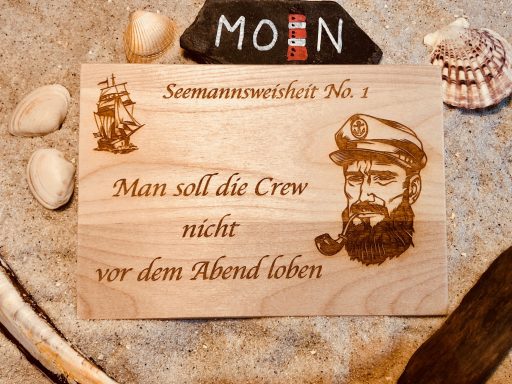 MOIN
Seemannsweisheit No. 1
Man soll die Crew
nicht
vor dem Abend loben